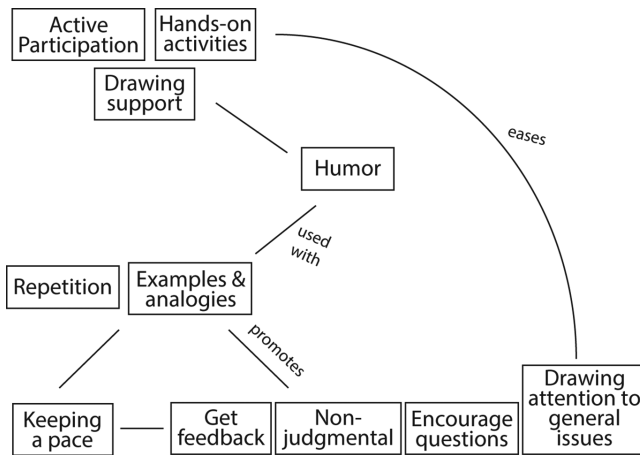 Active
Participation
Hands-on
activities
Drawing
support
eases
Humor
used
with
Repetition
Examples &
analogies
promotes
Keeping
a pace
Get
feedback
Non-
judgmental
Encourage
questions
Drawing
attention to
general
issues